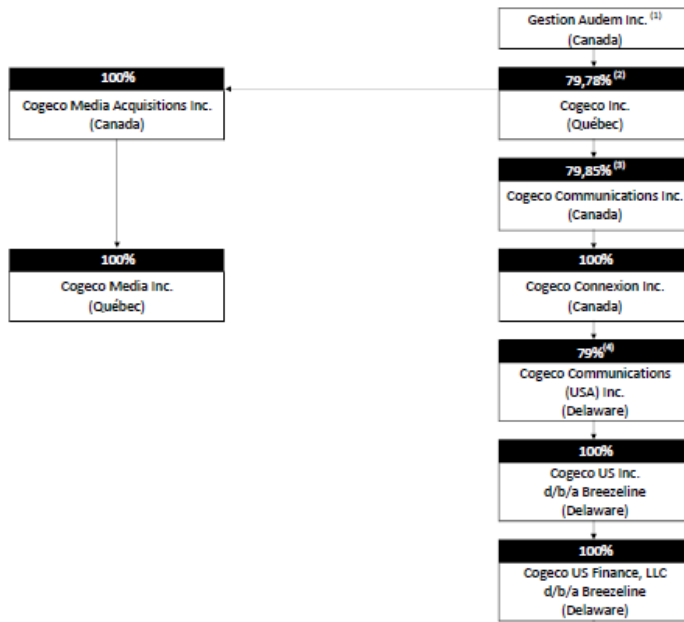 Gestion Audem Inc. (1)
(Canada)
100%
Cogeco Media Acquisitions Inc.
(Canada)
79,78% (2)
Cogeco Inc.
(Québec)
79,85% (3)
Cogeco Communications Inc.
(Canada)
100%
Cogeco Media Inc.
(Québec)
100%
Cogeco Connexion Inc.
(Canada)
79%(4)
Cogeco Communications
(USA) Inc.
(Delaware)
100%
Cogeco US Inc.
d/b/a Breezeline
(Delaware)
100%
Cogeco US Finance, LLC
d/b/a Breezeline
(Delaware)